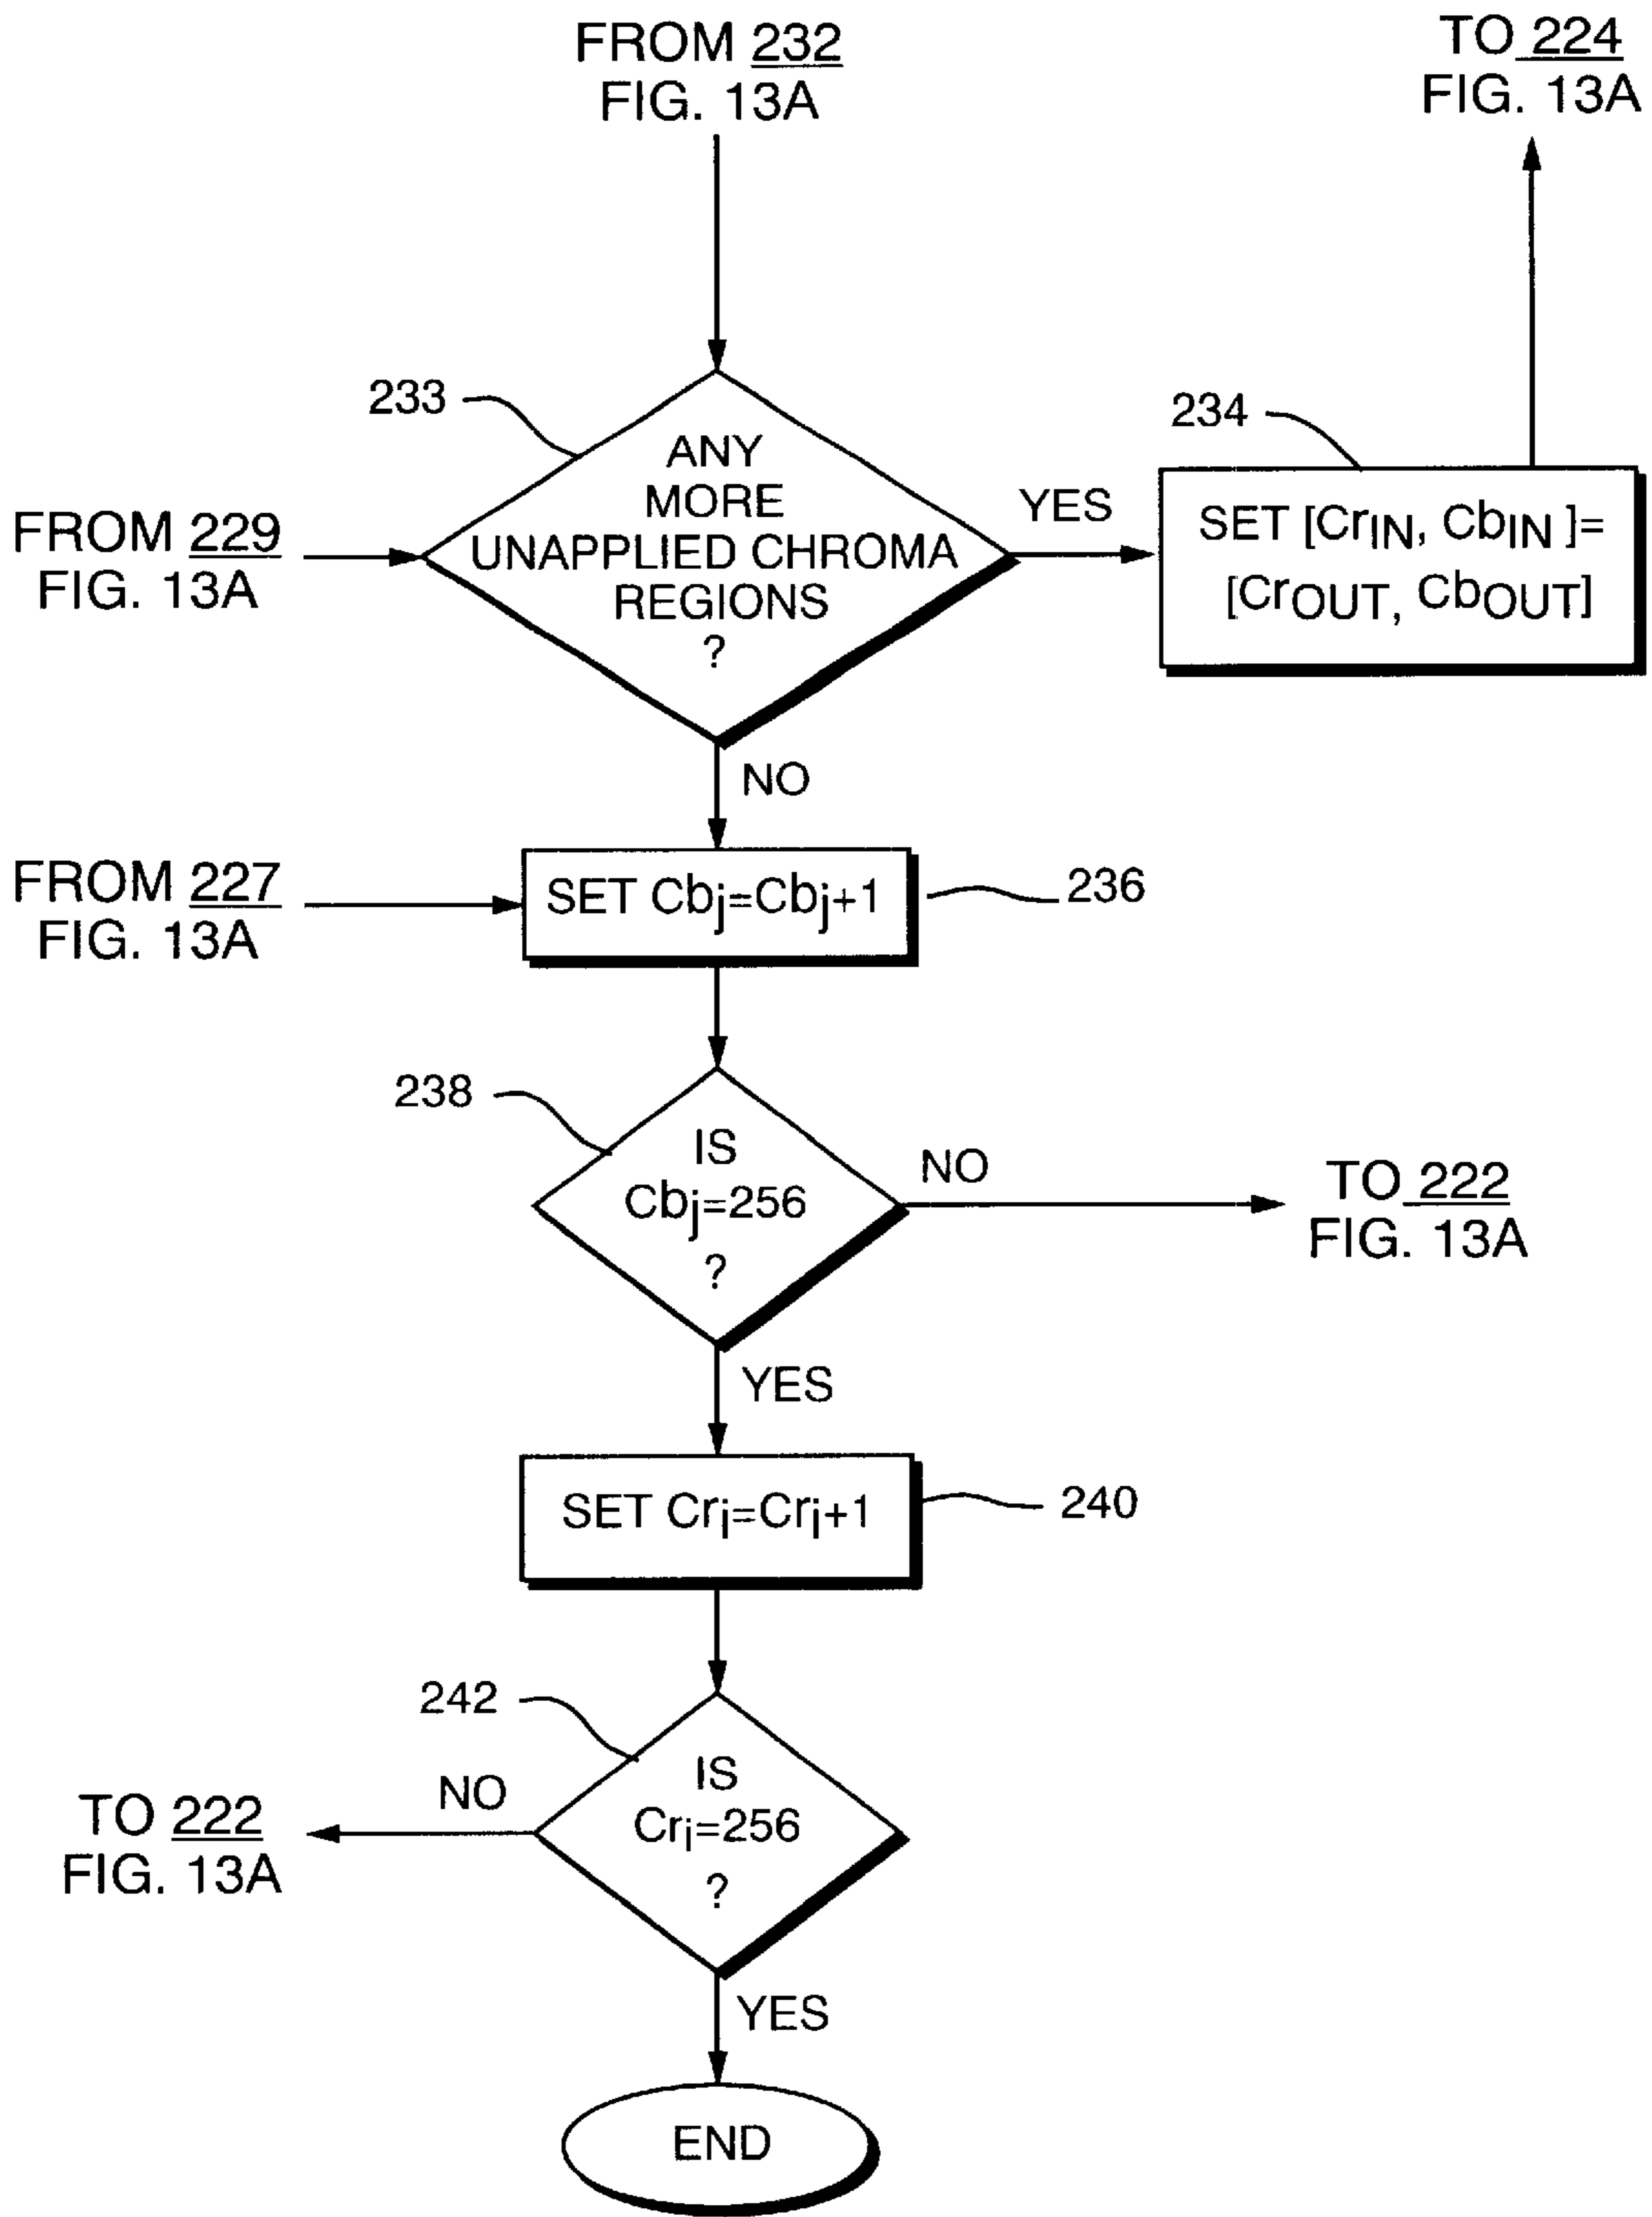 FROM 232
FIG. 13A
TO 224
FIG. 13A
233
ANY
MORE
UNAPPLIED CHROMA
REGIONS
?
YES
234
SET [CrIN, CbIN ]=
[CrOUT, CbOUT]
FROM 229
FIG. 13A
NO
FROM 227
FIG. 13A
SET Cbj=Cbj+1
236
238
IS
Cbj=256
?
NO
TO 222
FIG. 13A
YES
SET Cri=Cri+1
240
242
IS
Cri=256
?
NO
TO 222
FIG. 13A
YES
END